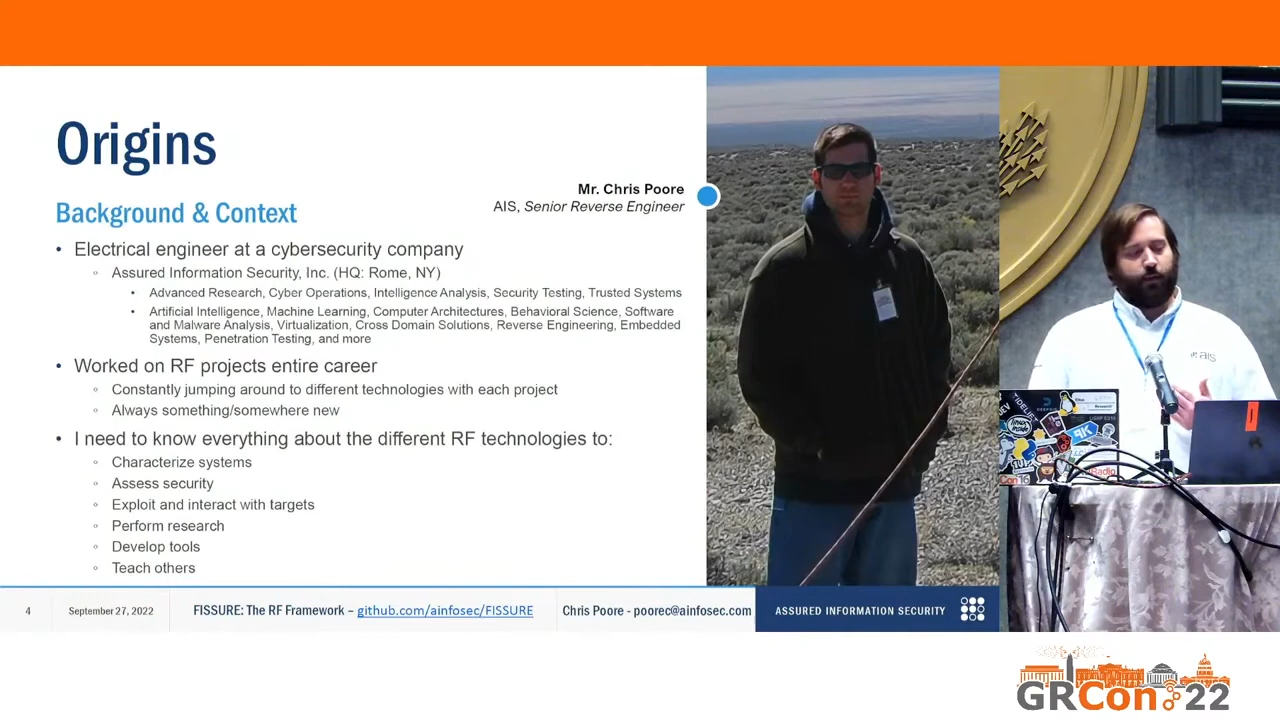 Origins
Mr. Chris Poore
AIS, Senior Reverse Engineer
Background & Context
• Electrical engineer at a cybersecurity company
◦ Assured Information Security, Inc. (HQ: Rome, NY)
• Advanced Research, Cyber Operations, Intelligence Analysis, Security Testing, Trusted Systems
• Artificial Intelligence, Machine Learning, Computer Architectures, Behavioral Science, Software
and Malware Analysis, Virtualization, Cross Domain Solutions, Reverse Engineering, Embedded
Systems, Penetration Testing, and more
• Worked on RF projects entire career
◦ Constantly jumping around to different technologies with each project
◦ Always something/somewhere new
• I need to know everything about the different RF technologies to:
◦ Characterize systems
◦ Assess security
◦ Exploit and interact with targets
◦ Perform research
◦ Develop tools
◦ Teach others
ais
TIDELIFT
4
September 27, 2022
FISSURE: The RF Framework – github.com/ainfosec/FISSURE
Chris Poore - poorec@ainfosec.com
ASSURED INFORMATION SECURITY
GRCon 22